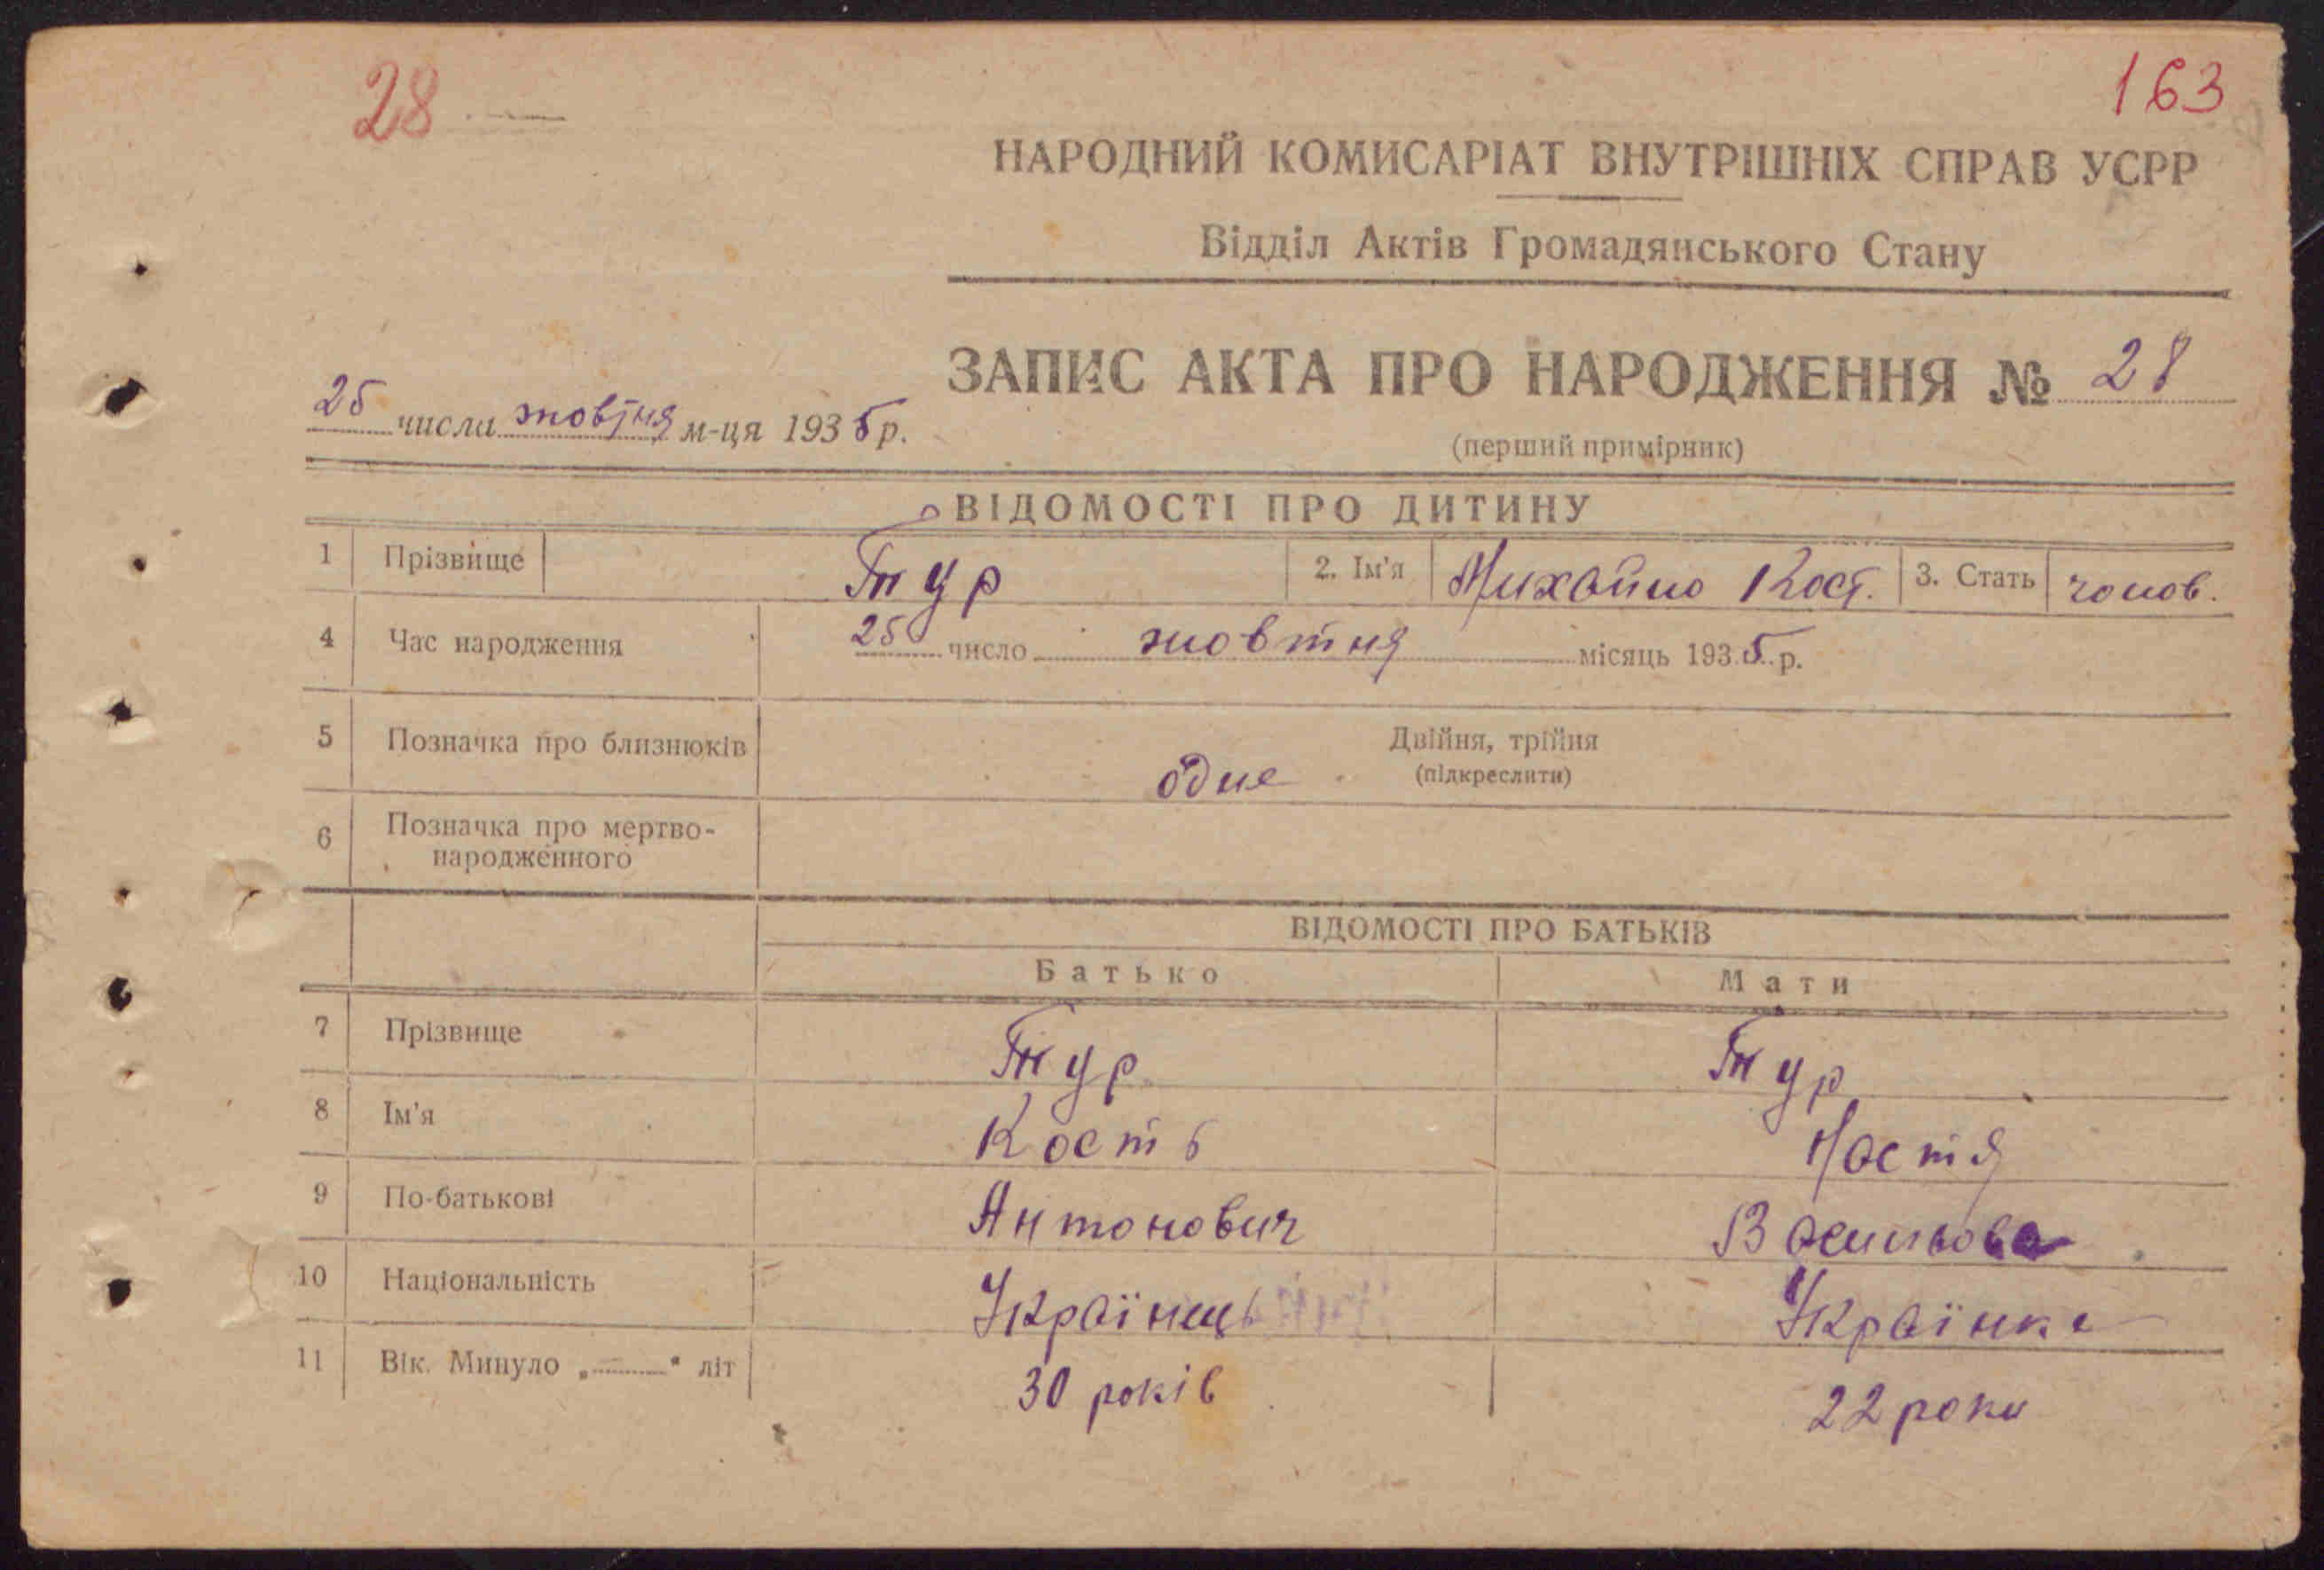 28 —
163
НАРОДНИЙ КОМИСАРІАТ ВНУТРІШНІХ СПРАВ УСРР
Відділ Актів Громадянського Стану
ЗАПИС АКТА ПРО НАРОДЖЕННЯ № 28
25 числа жовтня м-ця 1935 р.
(перший примірник)
ВІДОМОСТІ ПРО ДИТИНУ
1 Прізвище Тур 2. Ім'я Михайло Кост. 3. Стать чолов.
4 Час народження 25 число жовтня місяць 1935 р.
5 Позначка про близнюків одне Двійня, трійня
(підкреслити)
6 Позначка про мертво-
народженного
ВІДОМОСТІ ПРО БАТЬКІВ
Батько Мати
7 Прізвище Тур Тур
8 Ім'я Кость Настя
9 По-батькові Антонович Васильова
10 Національність Українець Українка
11 Вік. Минуло „ " літ 30 років 22 роки